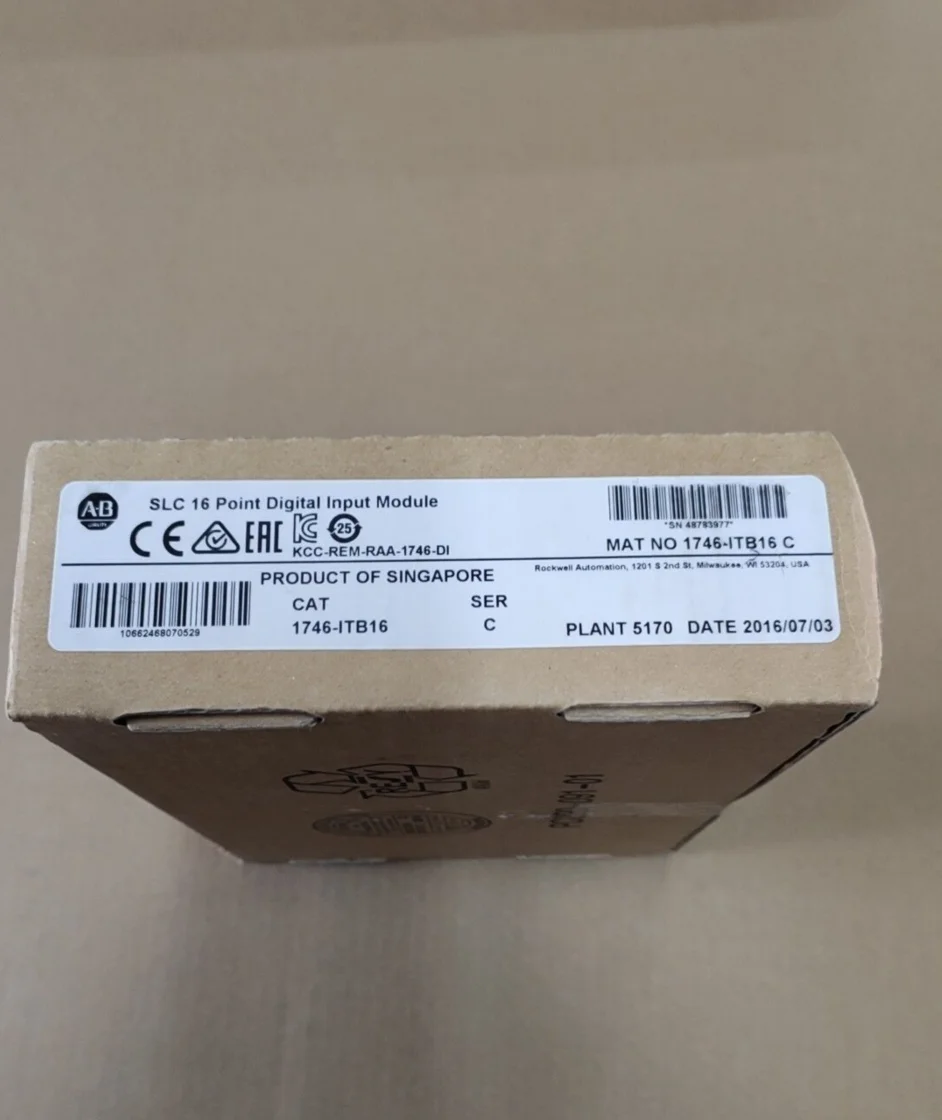 A-B
SLC 16 Point Digital Input Module
*SN 48783977*
EAC
25
KCC-REM-RAA-1746-DI
MAT NO 1746-ITB16 C
Rockwell Automation, 1201 S 2nd St, Milwaukee, WI 53204, USA
PRODUCT OF SINGAPORE
10662468070529
CAT
SER
1746-ITB16
C
PLANT 5170 DATE 2016/07/03